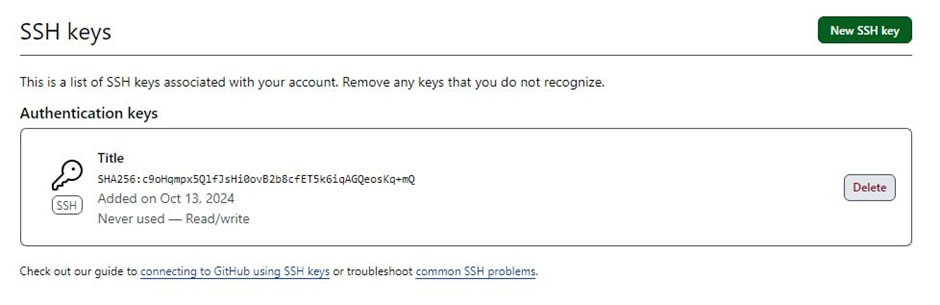 SSH keys
New SSH key
This is a list of SSH keys associated with your account. Remove any keys that you do not recognize.
Authentication keys
Title
SHA256:c9oHqmpx5QlfJsHi0ovB2b8cfET5k6iqAGQeosKq+mQ
SSH
Added on Oct 13, 2024
Delete
Never used — Read/write
Check out our guide to connecting to GitHub using SSH keys or troubleshoot common SSH problems.